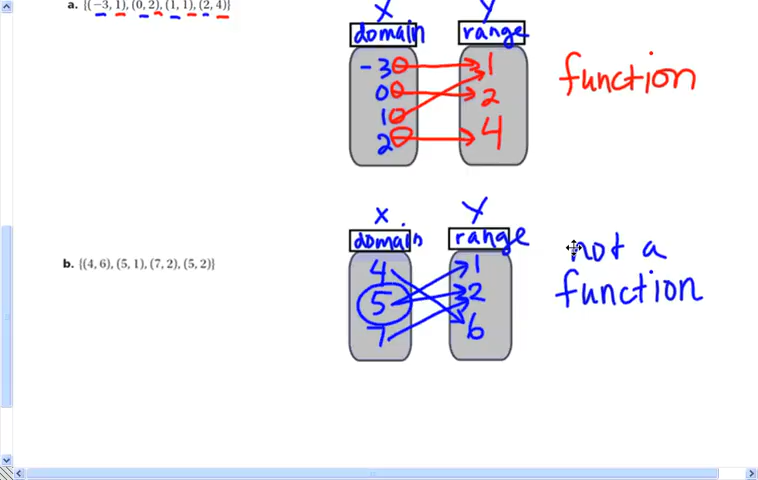 a. {(−3, 1), (0, 2), (1, 1), (2, 4)}
X Y
domain range
-3 1
0 2
1 4
2
function
X Y
domain range
b. {(4, 6), (5, 1), (7, 2), (5, 2)}
4 1
5 2
7 6
not a
function